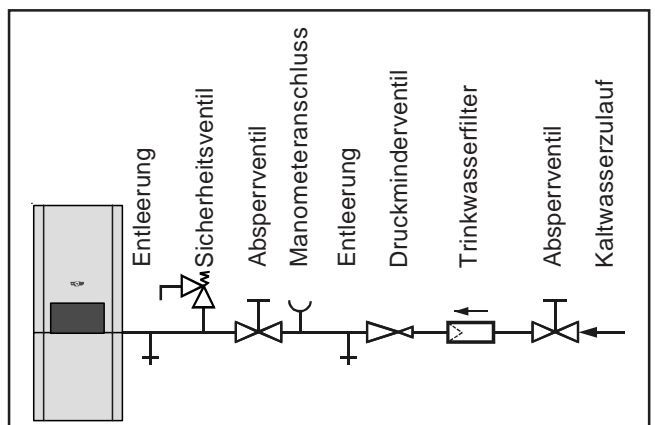 Entleerung
Sicherheitsventil
Absperrventil
Manometeranschluss
Entleerung
Druckminderventil
Trinkwasserfilter
Absperrventil
Kaltwasserzulauf